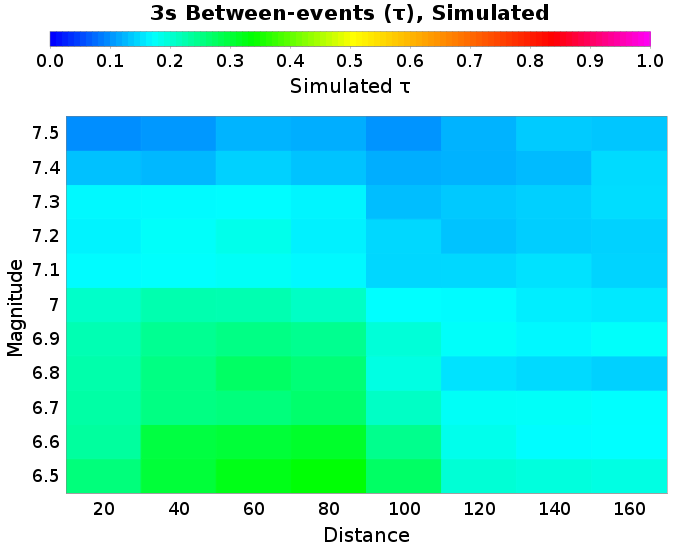 3s Between-events (τ), Simulated
0.0 0.1 0.2 0.3 0.4 0.5 0.6 0.7 0.8 0.9 1.0
Simulated τ
Magnitude
7.5
7.4
7.3
7.2
7.1
7
6.9
6.8
6.7
6.6
6.5
20 40 60 80 100 120 140 160
Distance